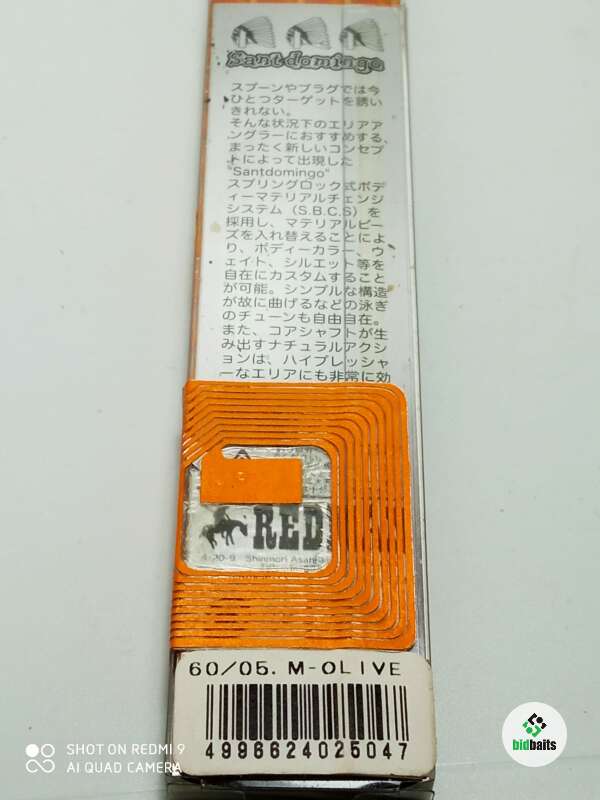 Santdomingo
スプーンやプラグでは今
ひとつターゲットを誘い
きれない。
そんな状況下のエリアア
ングラーにおすすめする、
まったく新しいコンセプ
トによって出現した
"Santdomingo"
スプリングロック式ボデ
ィーマテリアルチェンジ
システム（S.B.C.S）を
採用し、マテリアルビー
ズを入れ替えることによ
り、ボディーカラー、ウ
ェイト、シルエット等を
自在にカスタムすること
が可能。シンプルな構造
が故に曲げるなどの泳ぎ
のチューンも自由自在。
また、コアシャフトが生
み出すナチュラルアクシ
ョンは、ハイプレッシャ
ーなエリアにも非常に効
RED
4-20-9 Shinmori Asahi
60/05. M-OLIVE
4996624025047
SHOT ON REDMI 9
AI QUAD CAMERA
bidbaits